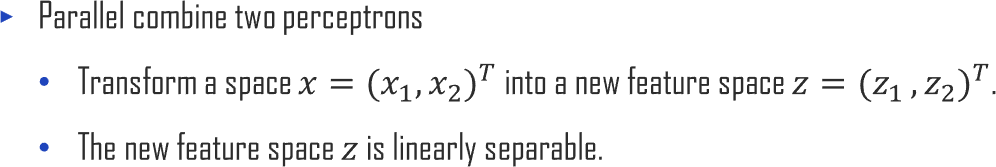 ▸ Parallel combine two perceptrons
• Transform a space 𝑥 = (𝑥₁, 𝑥₂)ᵀ into a new feature space 𝑧 = (𝑧₁ , 𝑧₂)ᵀ.
• The new feature space 𝑧 is linearly separable.